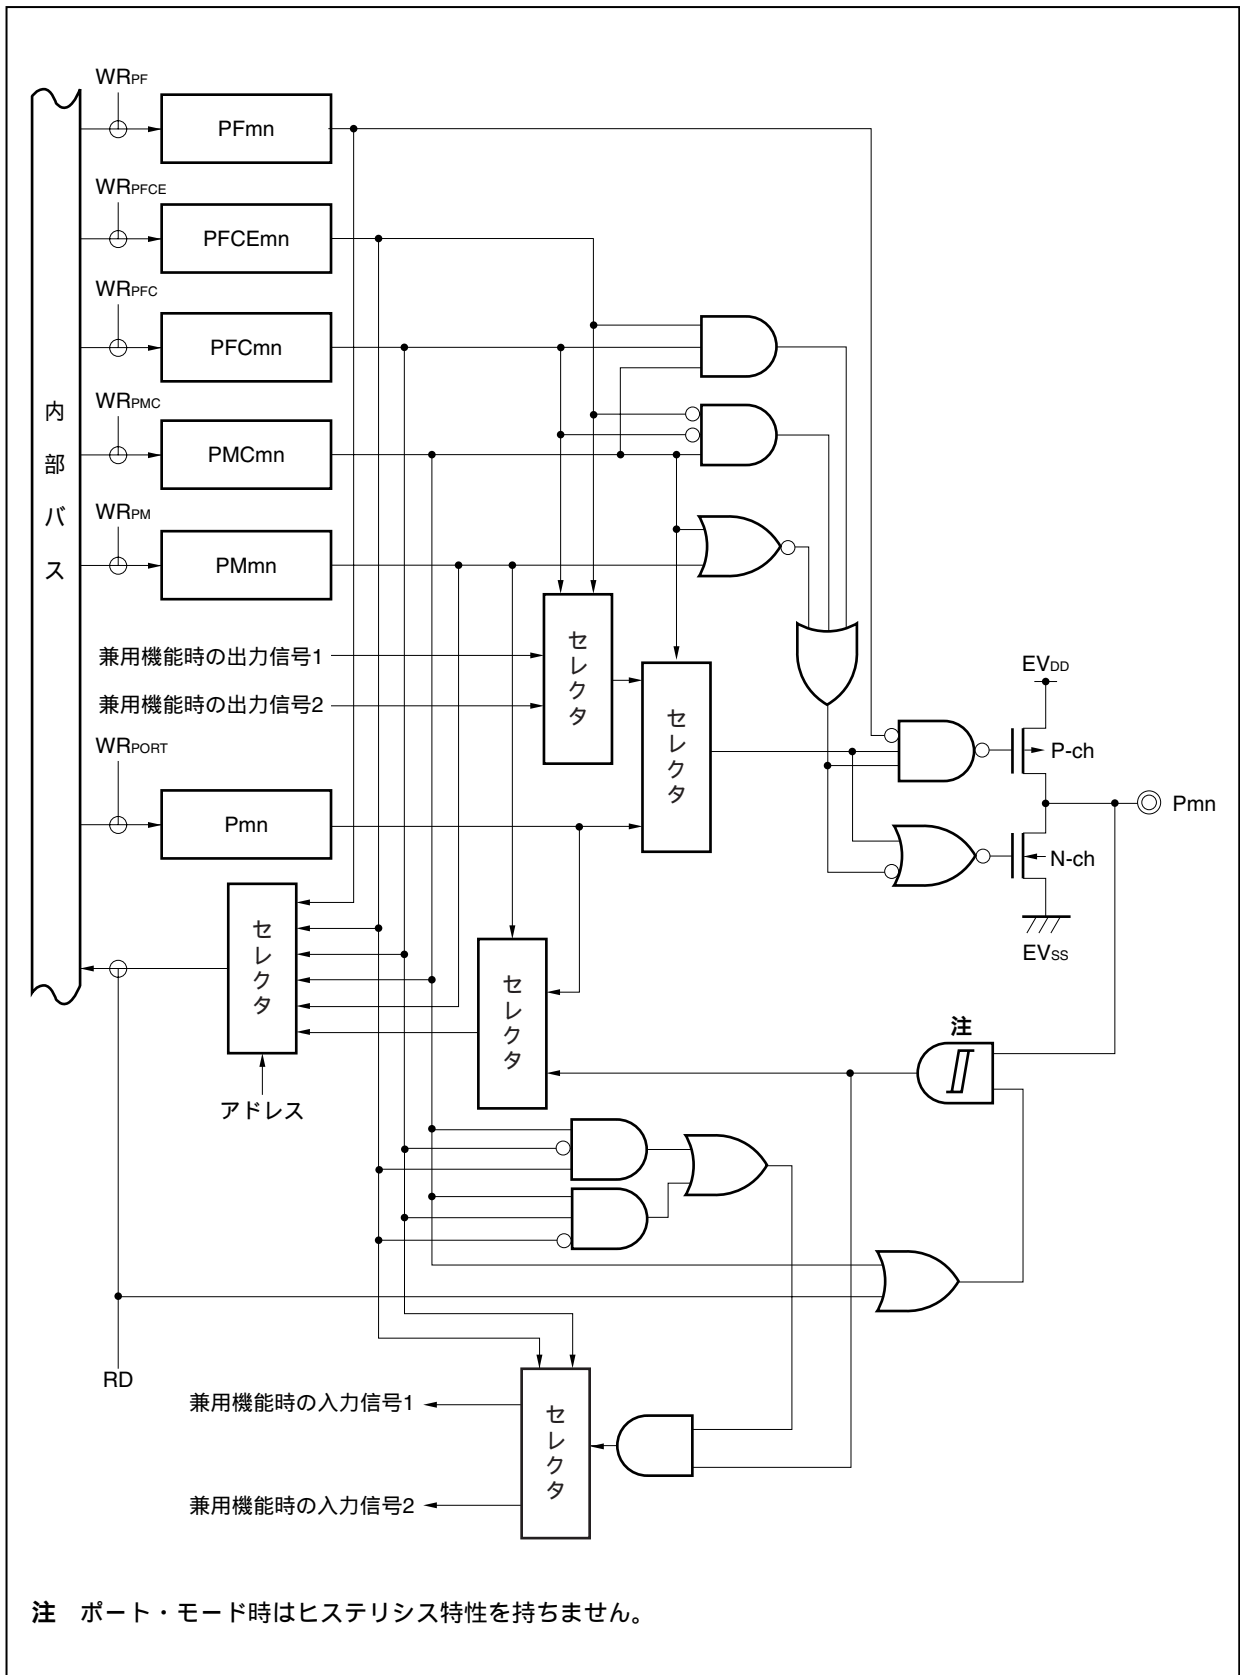 WRPF
PFmn
WRPFCE
PFCEmn
WRPFC
PFCmn
WRPMC
PMCmn
WRPM
PMmn
内部バス
兼用機能時の出力信号1
兼用機能時の出力信号2
セレクタ
セレクタ
WRPORT
Pmn
EVDD
P-ch
Pmn
N-ch
EVSS
セレクタ
セレクタ
アドレス
注
RD
兼用機能時の入力信号1
兼用機能時の入力信号2
セレクタ
注 ポート・モード時はヒステリシス特性を持ちません。